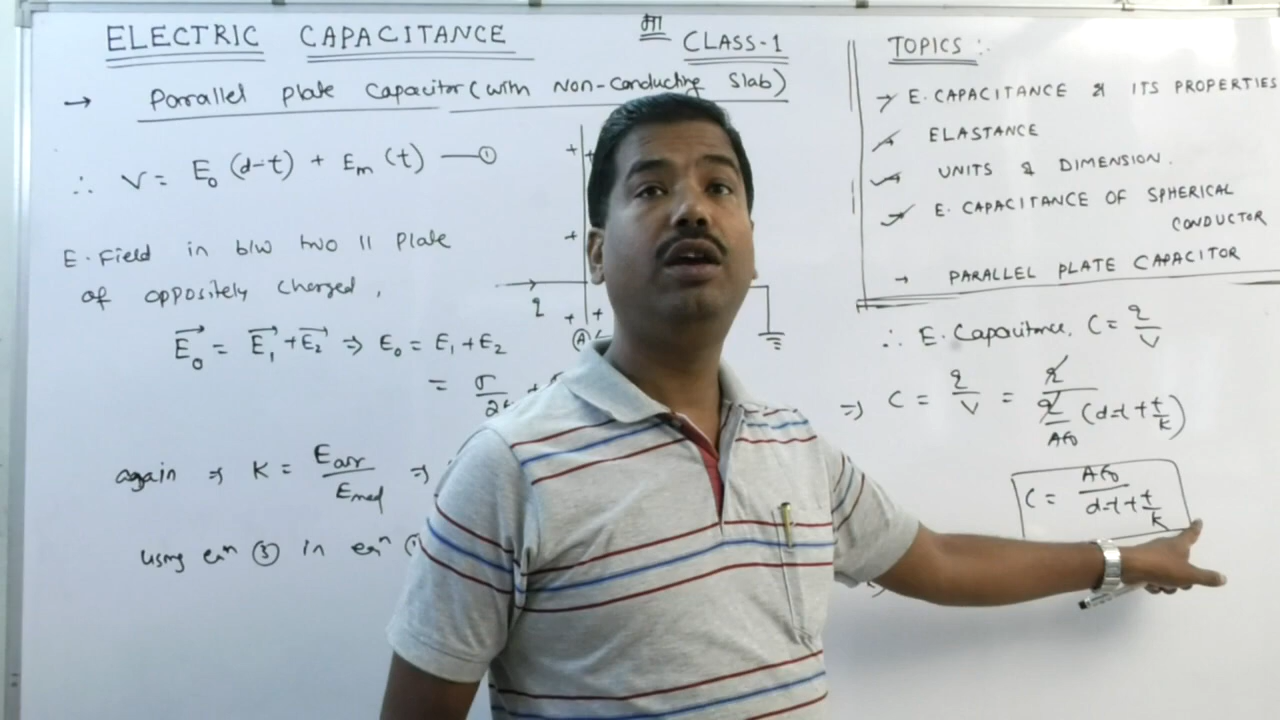 ELECTRIC CAPACITANCE
माँ
CLASS-1
→ Parallel plate Capacitor (with Non-conducting Slab)
∴ V = E₀ (d-t) + Eₘ (t) — ①
E. Field in b/w two || Plate
of oppositely charged,
E₀ = E₁ + E₂ ⇒ E₀ = E₁ + E₂
= σ/2
again ⇒ K = Eair/Emed ⇒
using eqⁿ ③ in eqⁿ
+
+
+
+
+
q
A
TOPICS :-
→ E. CAPACITANCE & ITS PROPERTIES
ELASTANCE
UNITS & DIMENSION.
E. CAPACITANCE OF SPHERICAL
CONDUCTOR
→ PARALLEL PLATE CAPACITOR
∴ E. Capacitance, C = q/V
⇒ C = q/V = q / q/Aε₀ (d-t + t/k)
C = Aε₀ / d-t+t/k